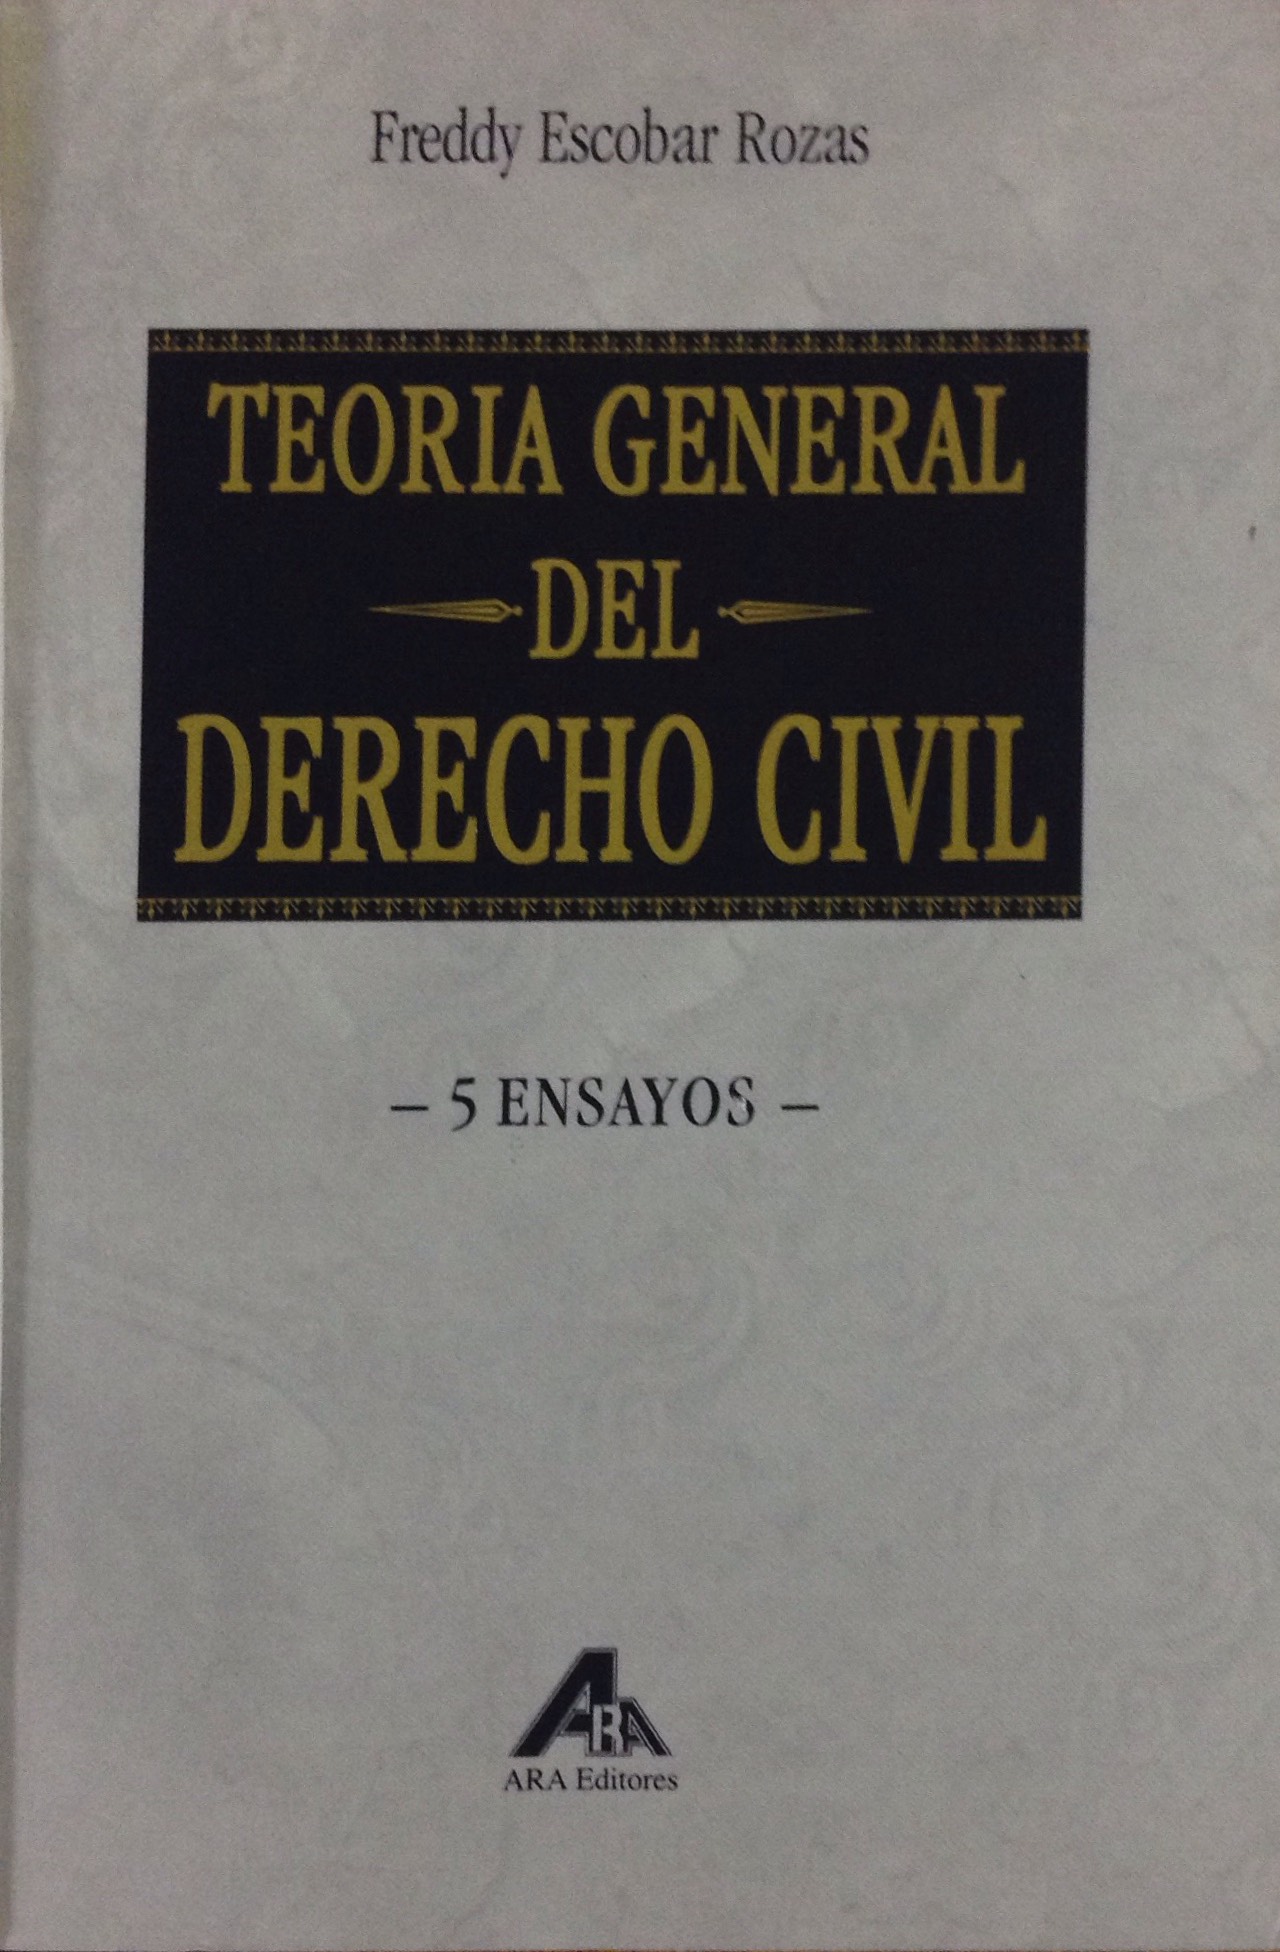 Freddy Escobar Rozas
TEORIA GENERAL
DEL
DERECHO CIVIL
– 5 ENSAYOS –
ARA
ARA Editores